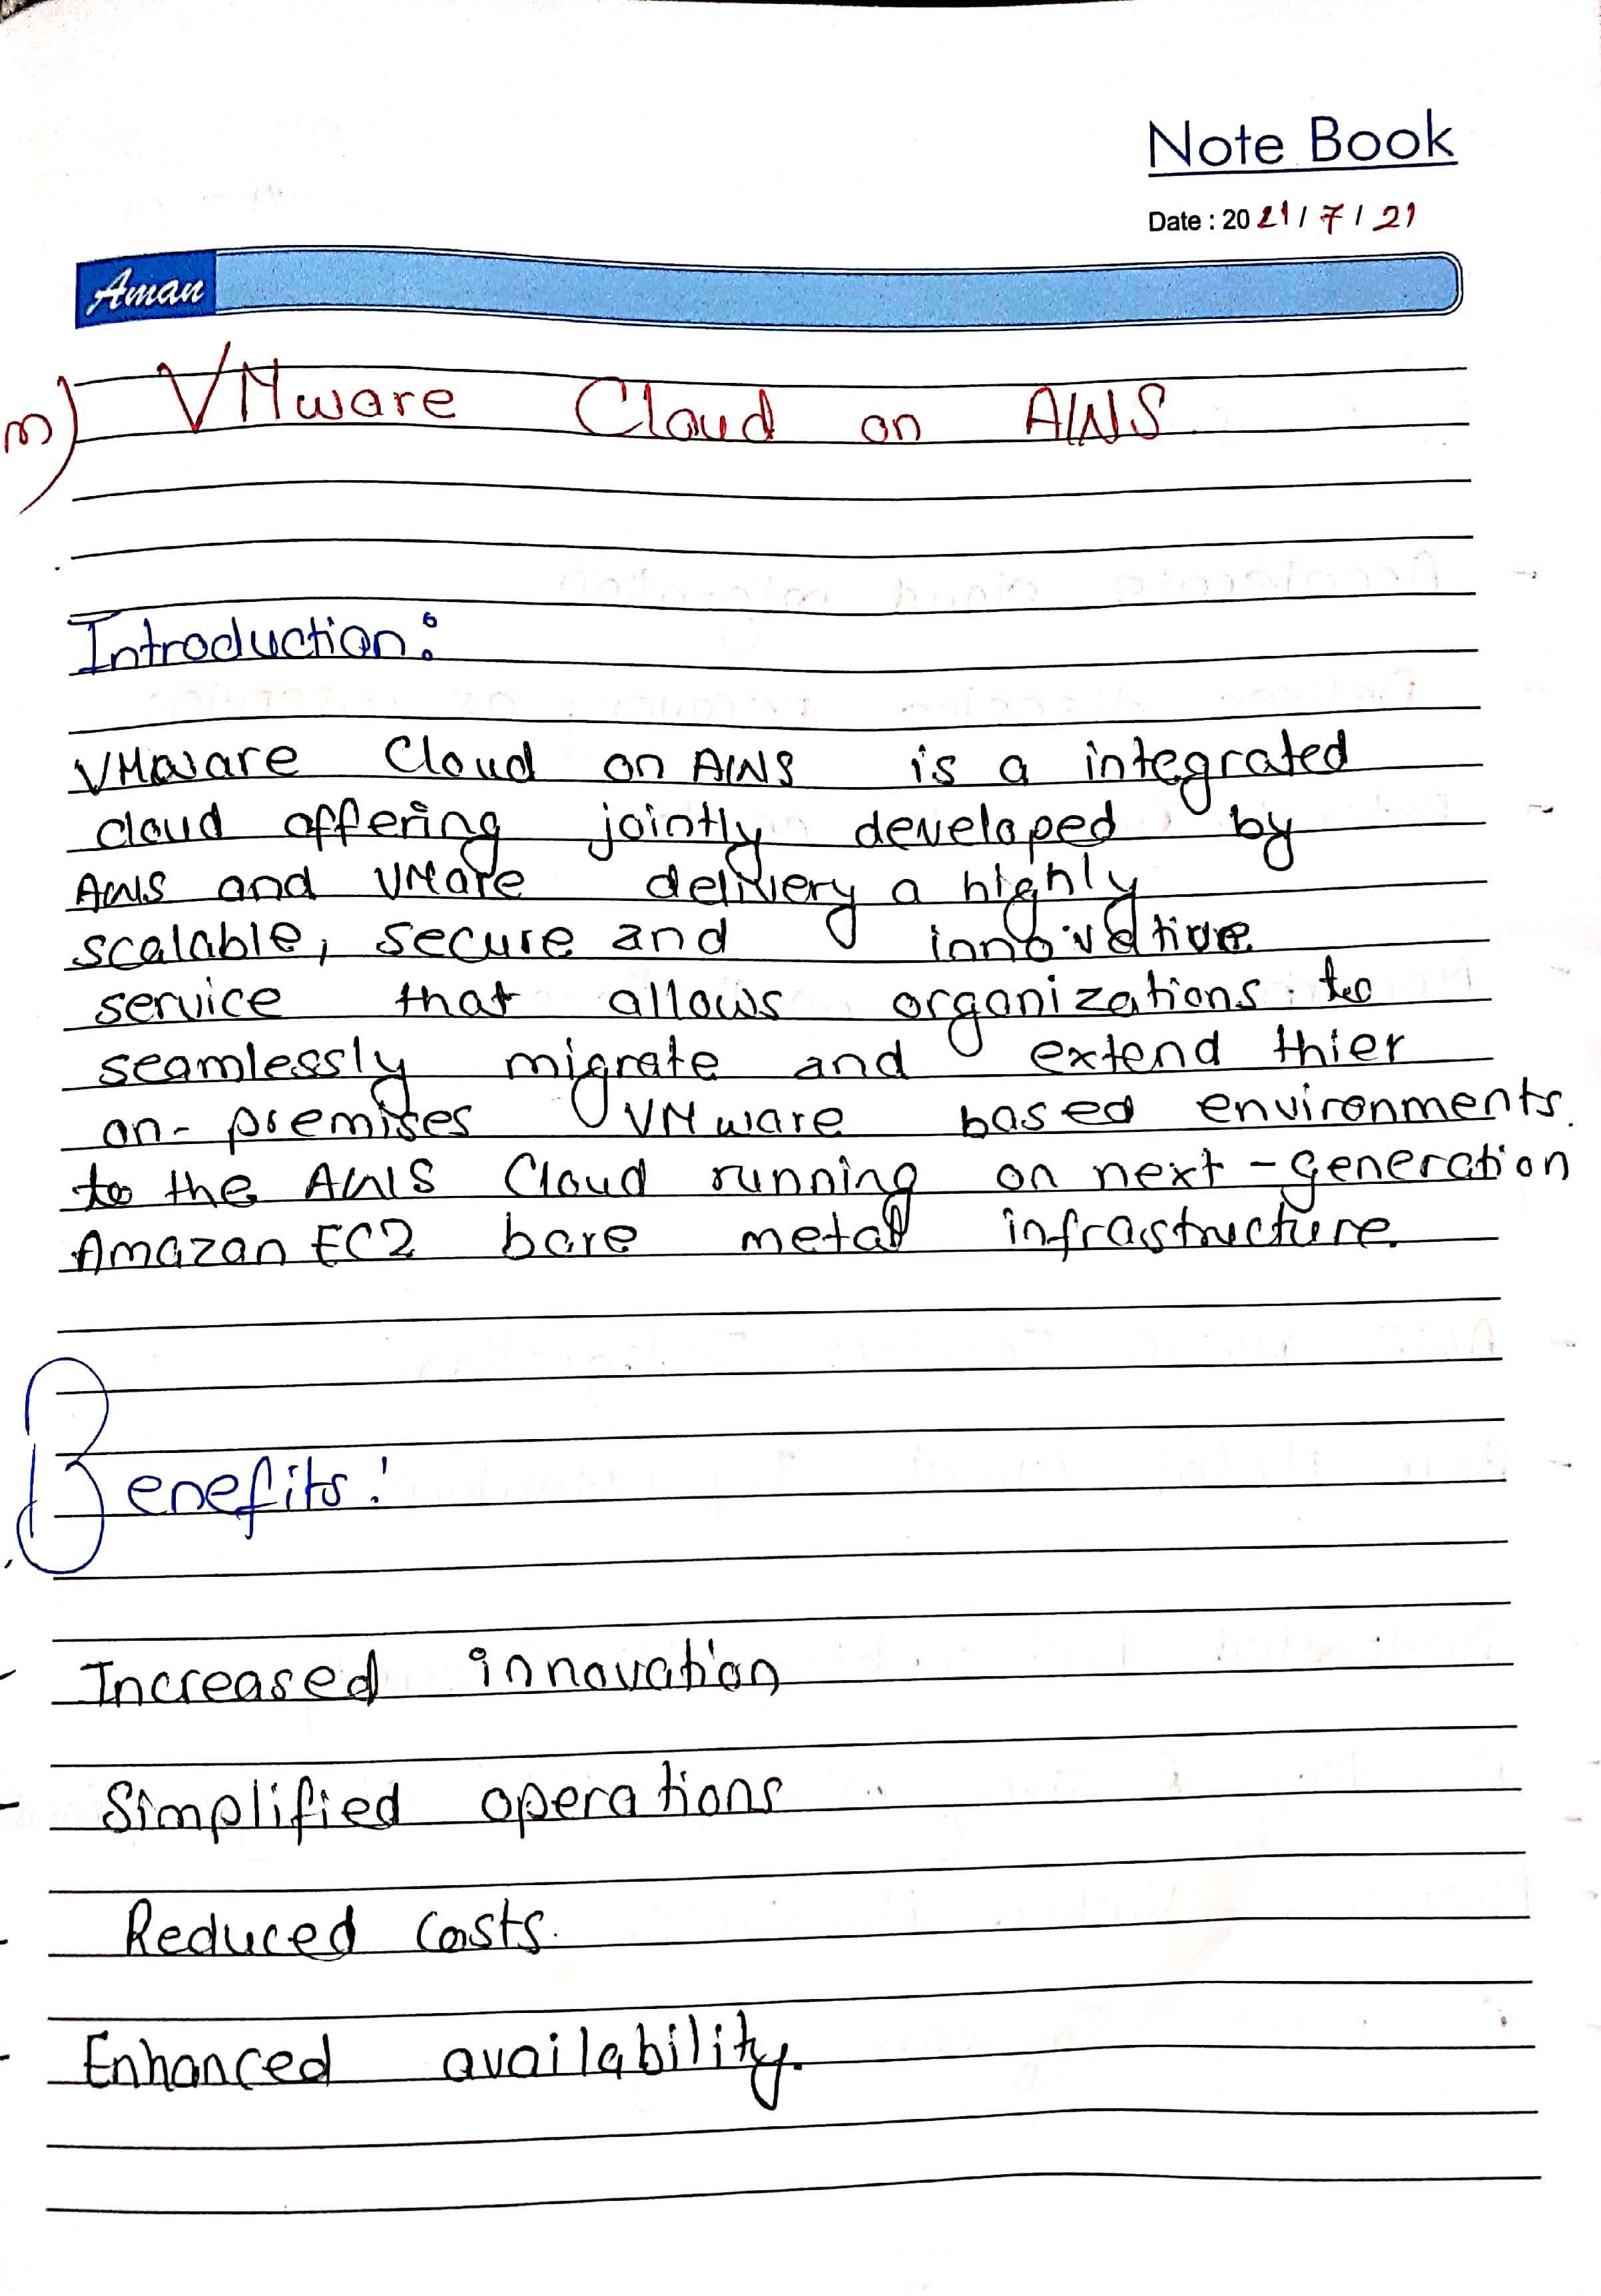 Note Book
Date : 2021 / 7 / 21
Aman
m) VMware Cloud on AWS
Introduction:
VMware Cloud on AWS is a integrated
cloud offering jointly developed by
AWS and VMare delivery a highly
scalable, secure and innovative
service that allows organizations to
seamlessly migrate and extend thier
on-premises VMware based environments
to the AWS Cloud running on next-generation
Amazan EC2 bare metal infrastructure.
Benefits:
- Increased innovation
- Simplified operations
- Reduced costs.
- Enhanced availability.